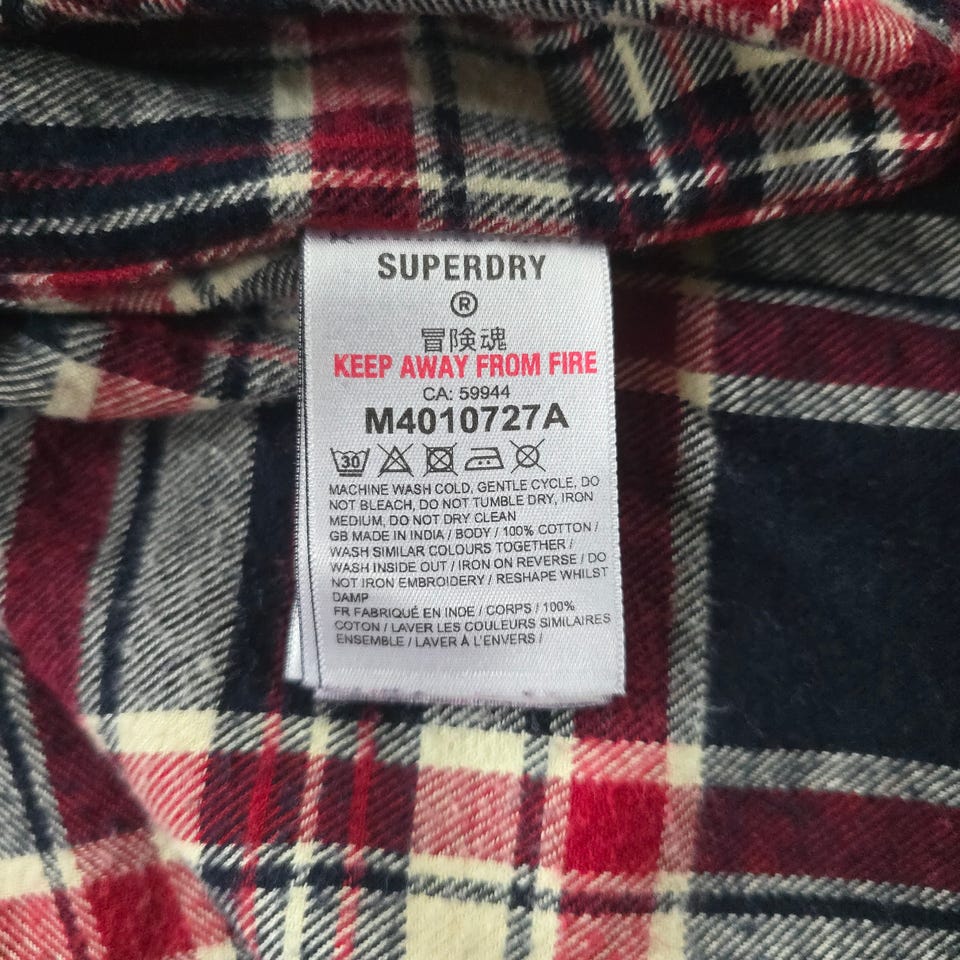 SUPERDRY
®
冒険魂
KEEP AWAY FROM FIRE
CA: 59944
M4010727A
30
MACHINE WASH COLD, GENTLE CYCLE, DO
NOT BLEACH, DO NOT TUMBLE DRY, IRON
MEDIUM, DO NOT DRY CLEAN
GB MADE IN INDIA / BODY / 100% COTTON /
WASH SIMILAR COLOURS TOGETHER /
WASH INSIDE OUT / IRON ON REVERSE / DO
NOT IRON EMBROIDERY / RESHAPE WHILST
DAMP
FR FABRIQUÉ EN INDE / CORPS / 100%
COTON / LAVER LES COULEURS SIMILAIRES
ENSEMBLE / LAVER À L'ENVERS /